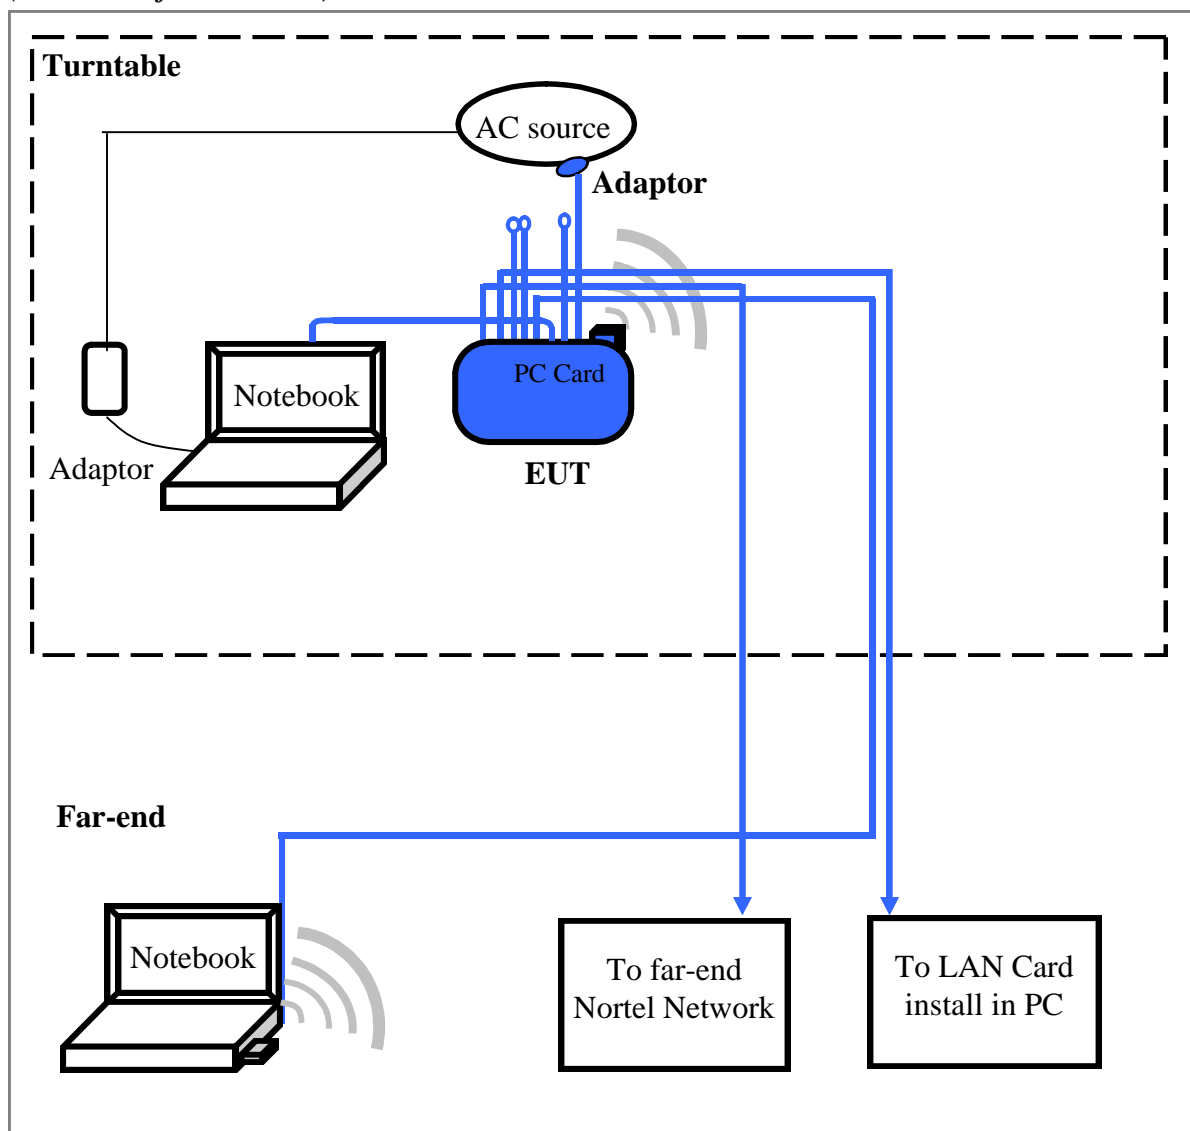 Turntable
AC source
Adaptor
PC Card
Notebook
Adaptor
EUT
Far-end
Notebook
To far-end
Nortel Network
To LAN Card
install in PC